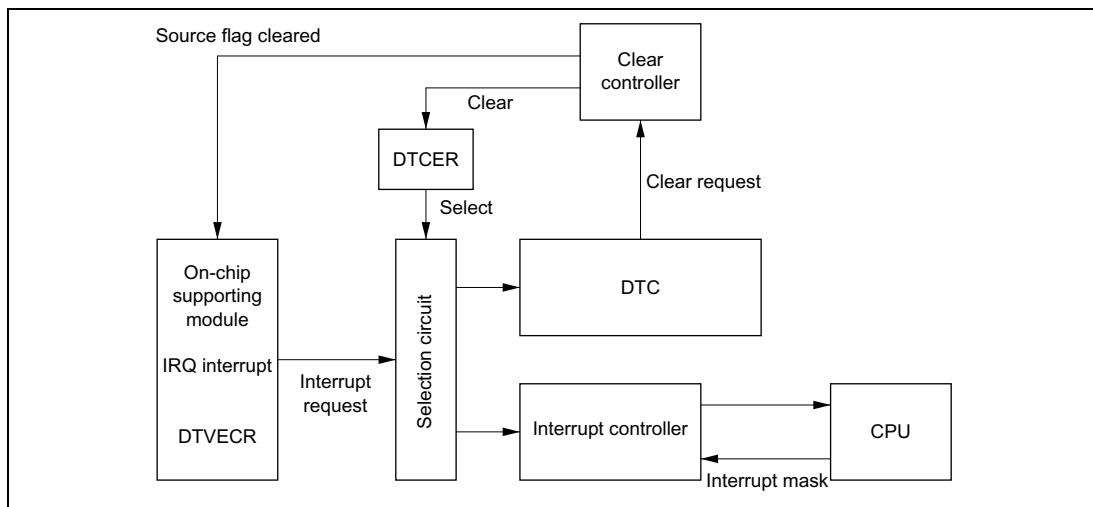 Source flag cleared
Clear
controller
Clear
DTCER
Clear request
Select
On-chip
supporting
module
IRQ interrupt
DTVECR
Interrupt
request
Selection circuit
DTC
Interrupt controller
CPU
Interrupt mask